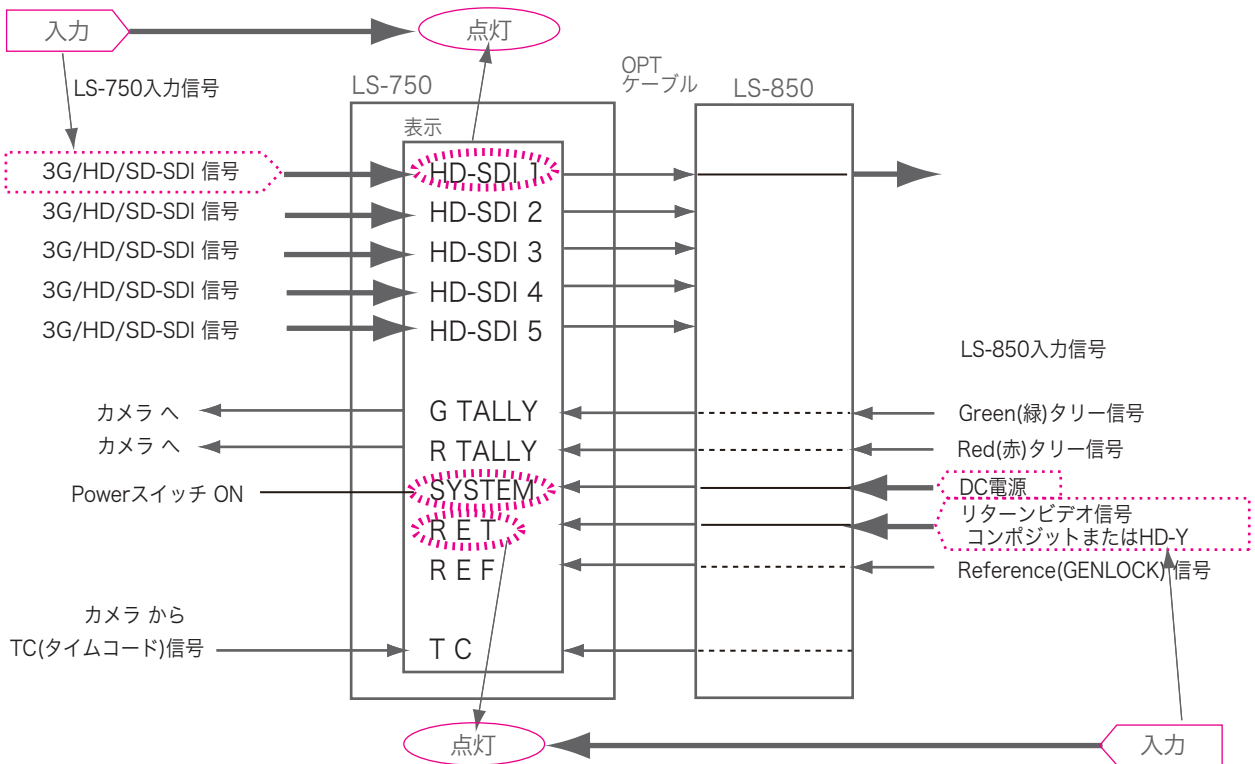 入力
点灯
LS-750入力信号
LS-750
OPT
ケーブル
LS-850
表示
3G/HD/SD-SDI 信号
HD-SDI 1
3G/HD/SD-SDI 信号
HD-SDI 2
3G/HD/SD-SDI 信号
HD-SDI 3
3G/HD/SD-SDI 信号
HD-SDI 4
3G/HD/SD-SDI 信号
HD-SDI 5
LS-850入力信号
カメラ へ
G TALLY
Green(緑)タリー信号
カメラ へ
R TALLY
Red(赤)タリー信号
Powerスイッチ ON
SYSTEM
DC電源
R E T
リターンビデオ信号
コンポジットまたはHD-Y
R E F
Reference(GENLOCK) 信号
カメラ から
TC(タイムコード)信号
T C
点灯
入力